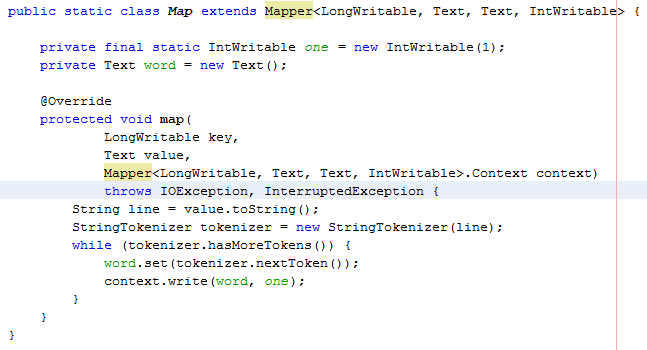 public static class Map extends Mapper<LongWritable, Text, Text, IntWritable> {

    private final static IntWritable one = new IntWritable(1);
    private Text word = new Text();

    @Override
    protected void map(
            LongWritable key,
            Text value,
            Mapper<LongWritable, Text, Text, IntWritable>.Context context)
            throws IOException, InterruptedException {
        String line = value.toString();
        StringTokenizer tokenizer = new StringTokenizer(line);
        while (tokenizer.hasMoreTokens()) {
            word.set(tokenizer.nextToken());
            context.write(word, one);
        }
    }
}